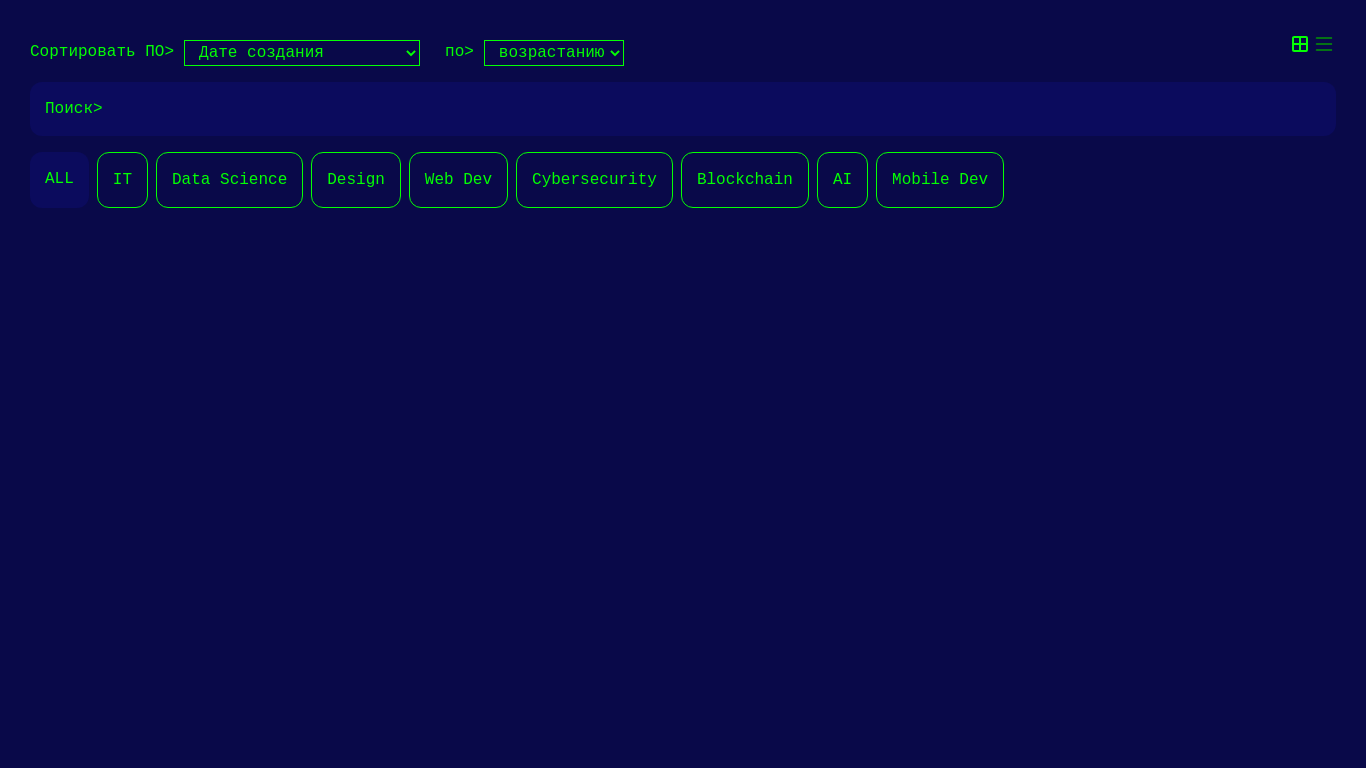 Сортировать ПО> Дате создания по> возрастанию
Поиск>
ALL IT Data Science Design Web Dev Cybersecurity Blockchain AI Mobile Dev